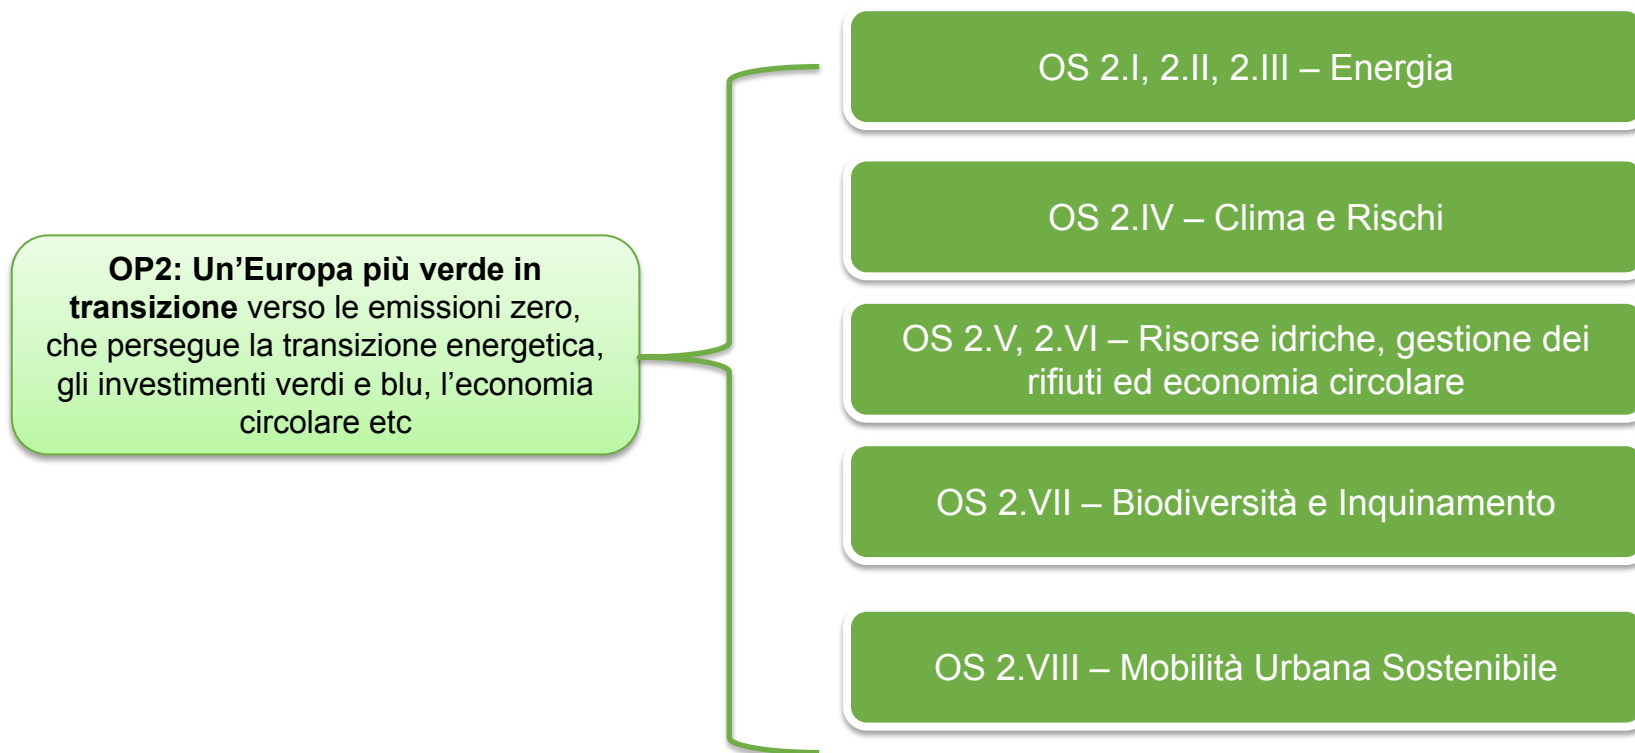 OP2: Un’Europa più verde in
transizione verso le emissioni zero,
che persegue la transizione energetica,
gli investimenti verdi e blu, l’economia
circolare etc
OS 2.I, 2.II, 2.III – Energia
OS 2.IV – Clima e Rischi
OS 2.V, 2.VI – Risorse idriche, gestione dei
rifiuti ed economia circolare
OS 2.VII – Biodiversità e Inquinamento
OS 2.VIII – Mobilità Urbana Sostenibile